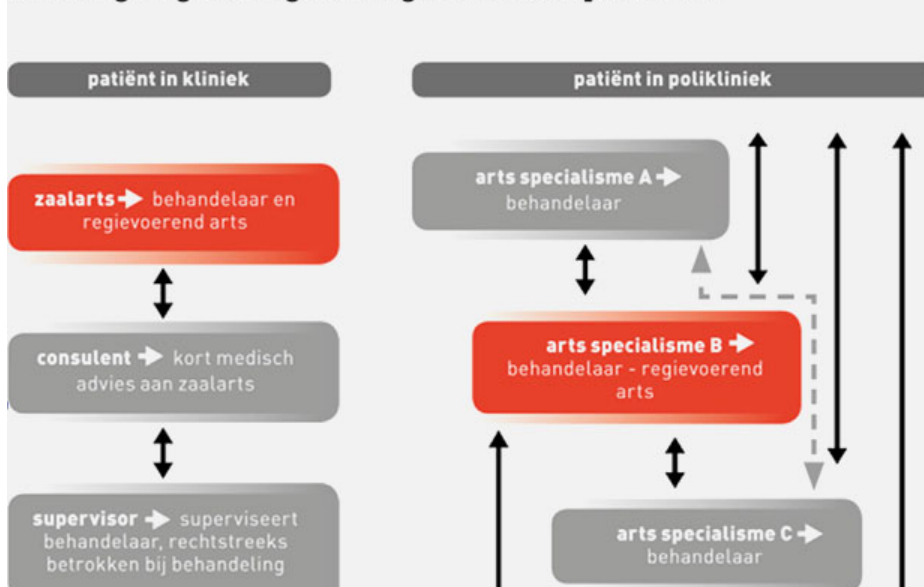 patiënt in kliniek
zaalarts → behandelaar en
regievoerend arts
consulent → kort medisch
advies aan zaalarts
supervisor → superviseert
behandelaar, rechtstreeks
betrokken bij behandeling
patiënt in polikliniek
arts specialisme A →
behandelaar
arts specialisme B →
behandelaar - regievoerend
arts
arts specialisme C →
behandelaar